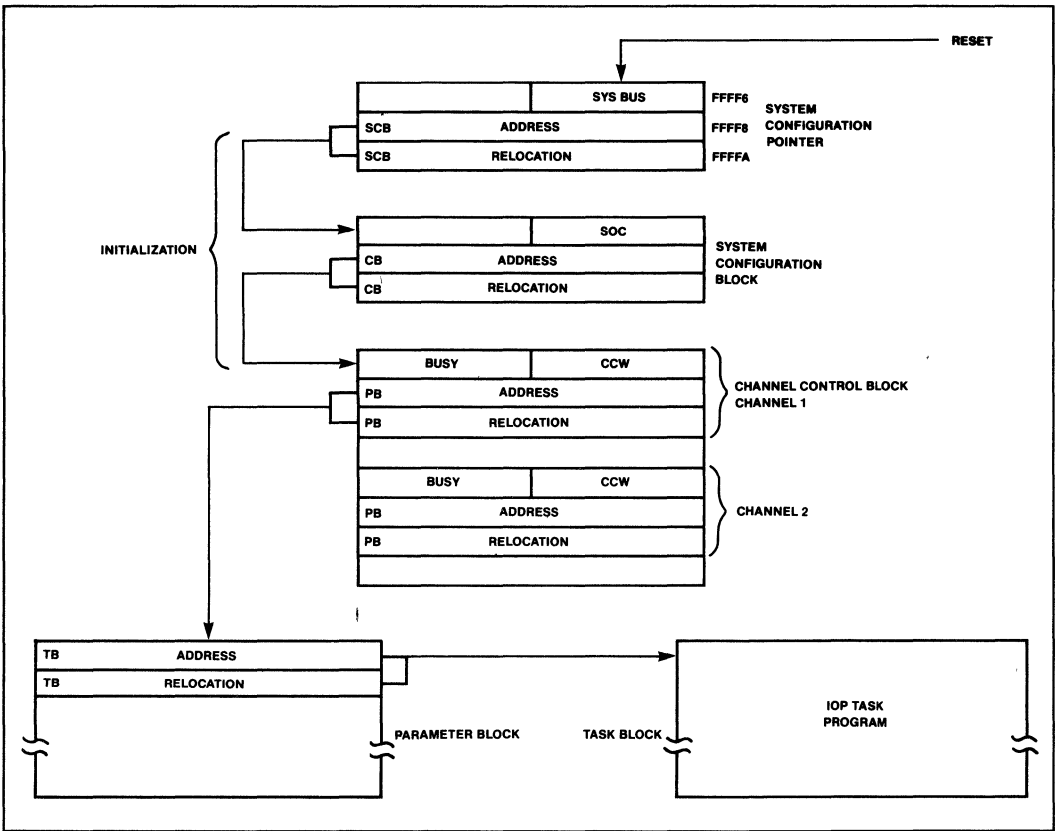 RESET
SYS BUS FFFF6
SCB ADDRESS FFFF8
SCB RELOCATION FFFFA
SYSTEM
CONFIGURATION
POINTER
INITIALIZATION
SOC
CB ADDRESS
CB RELOCATION
SYSTEM
CONFIGURATION
BLOCK
BUSY CCW
PB ADDRESS
PB RELOCATION
CHANNEL CONTROL BLOCK
CHANNEL 1
BUSY CCW
PB ADDRESS
PB RELOCATION
CHANNEL 2
TB ADDRESS
TB RELOCATION
PARAMETER BLOCK
TASK BLOCK
IOP TASK
PROGRAM